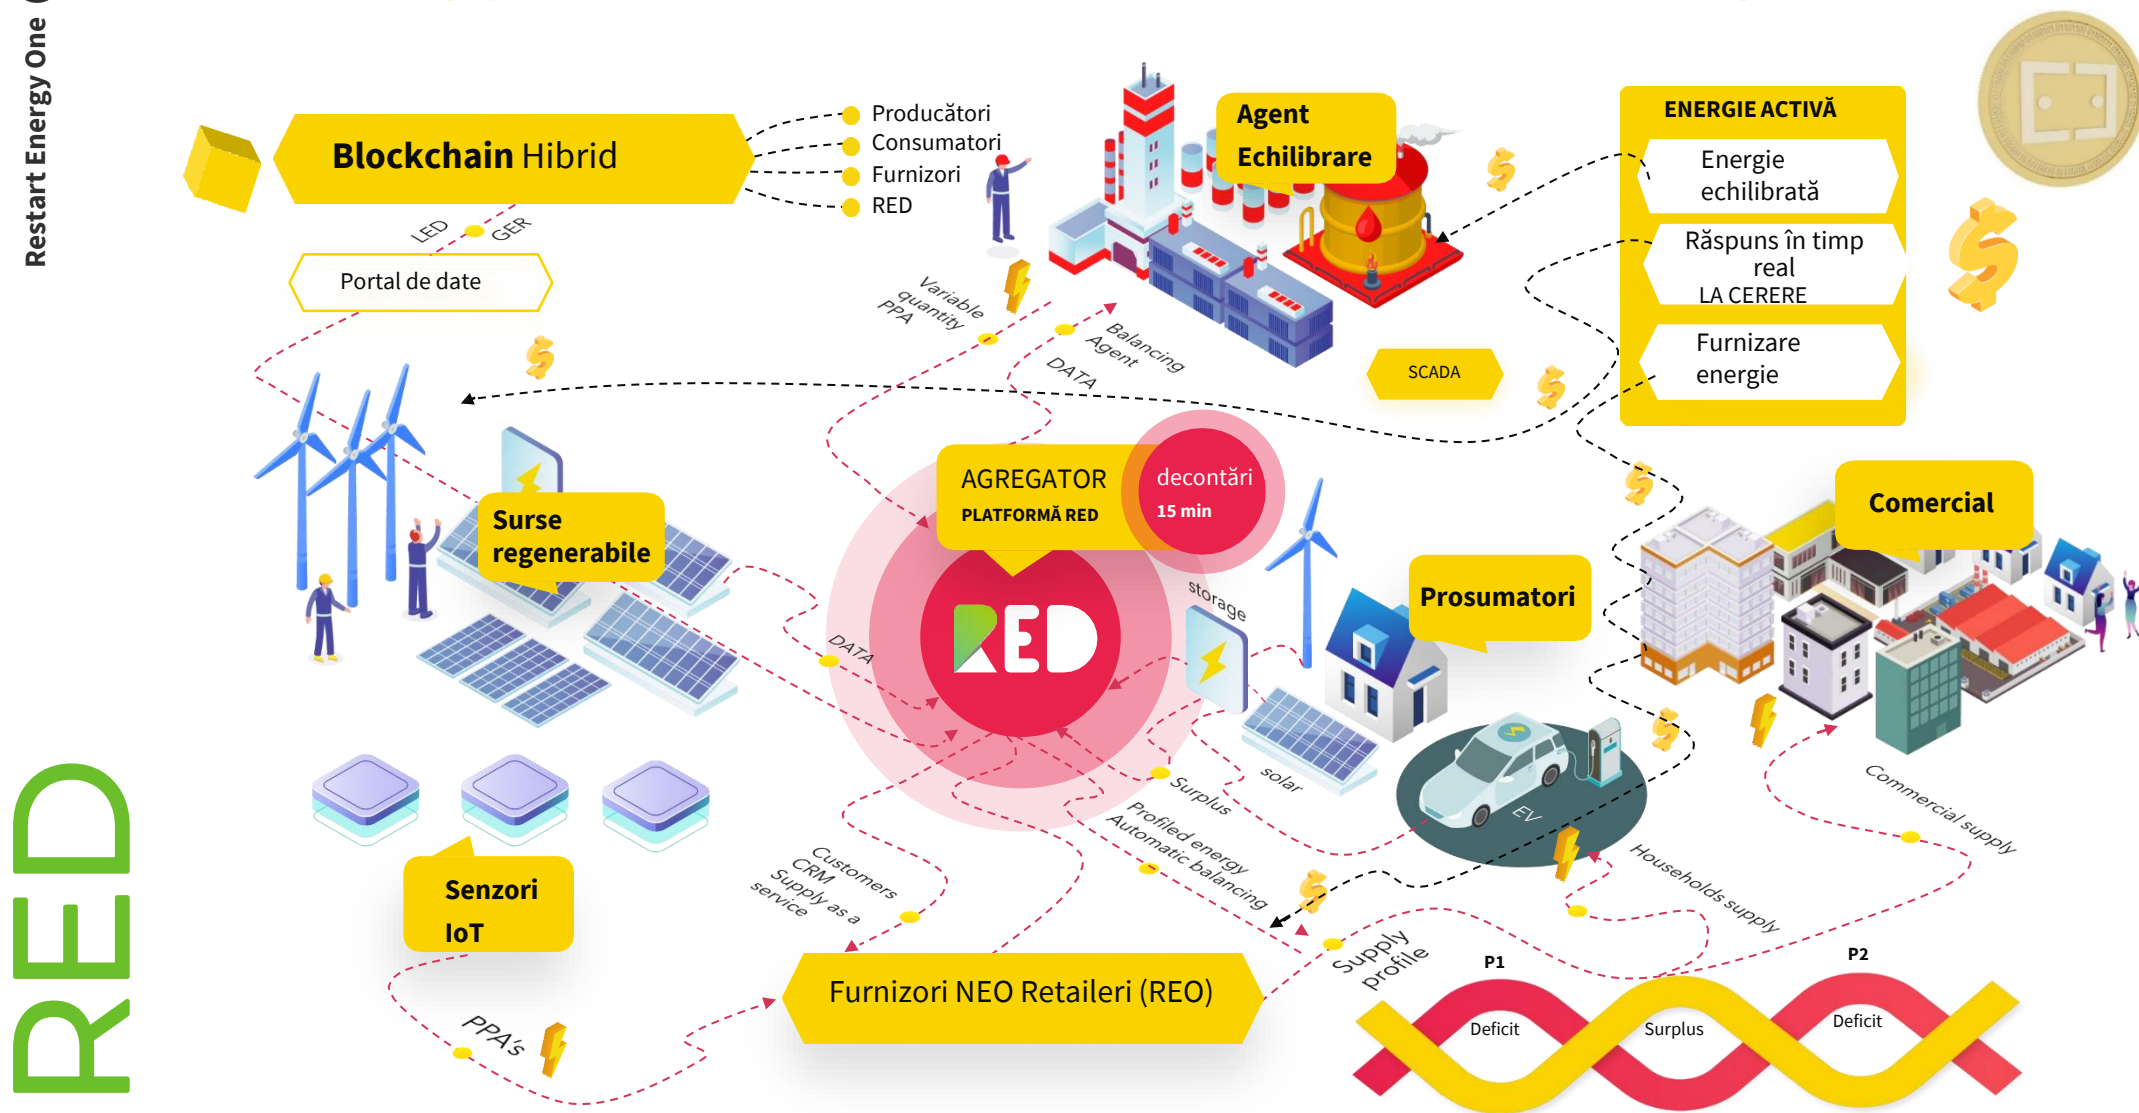 Restart Energy One (
RED
Blockchain Hibrid
Producători
Consumatori
Furnizori
RED
LED
GER
Portal de date
Agent
Echilibrare
ENERGIE ACTIVĂ
Energie
echilibrată
Răspuns în timp
real
LA CERERE
Furnizare
energie
Variable
quantity
PPA
Balancing
Agent
DATA
SCADA
AGREGATOR
PLATFORMĂ RED
decontări
15 min
RED
Surse
regenerabile
DATA
storage
Prosumatori
Comercial
solar
EV
Surplus
Profiled energy
Automatic balancing
Customers
CRM
Supply as a
service
Commercial supply
Households supply
Supply
profile
Senzori
IoT
PPA's
Furnizori NEO Retaileri (REO)
P1
P2
Deficit
Surplus
Deficit